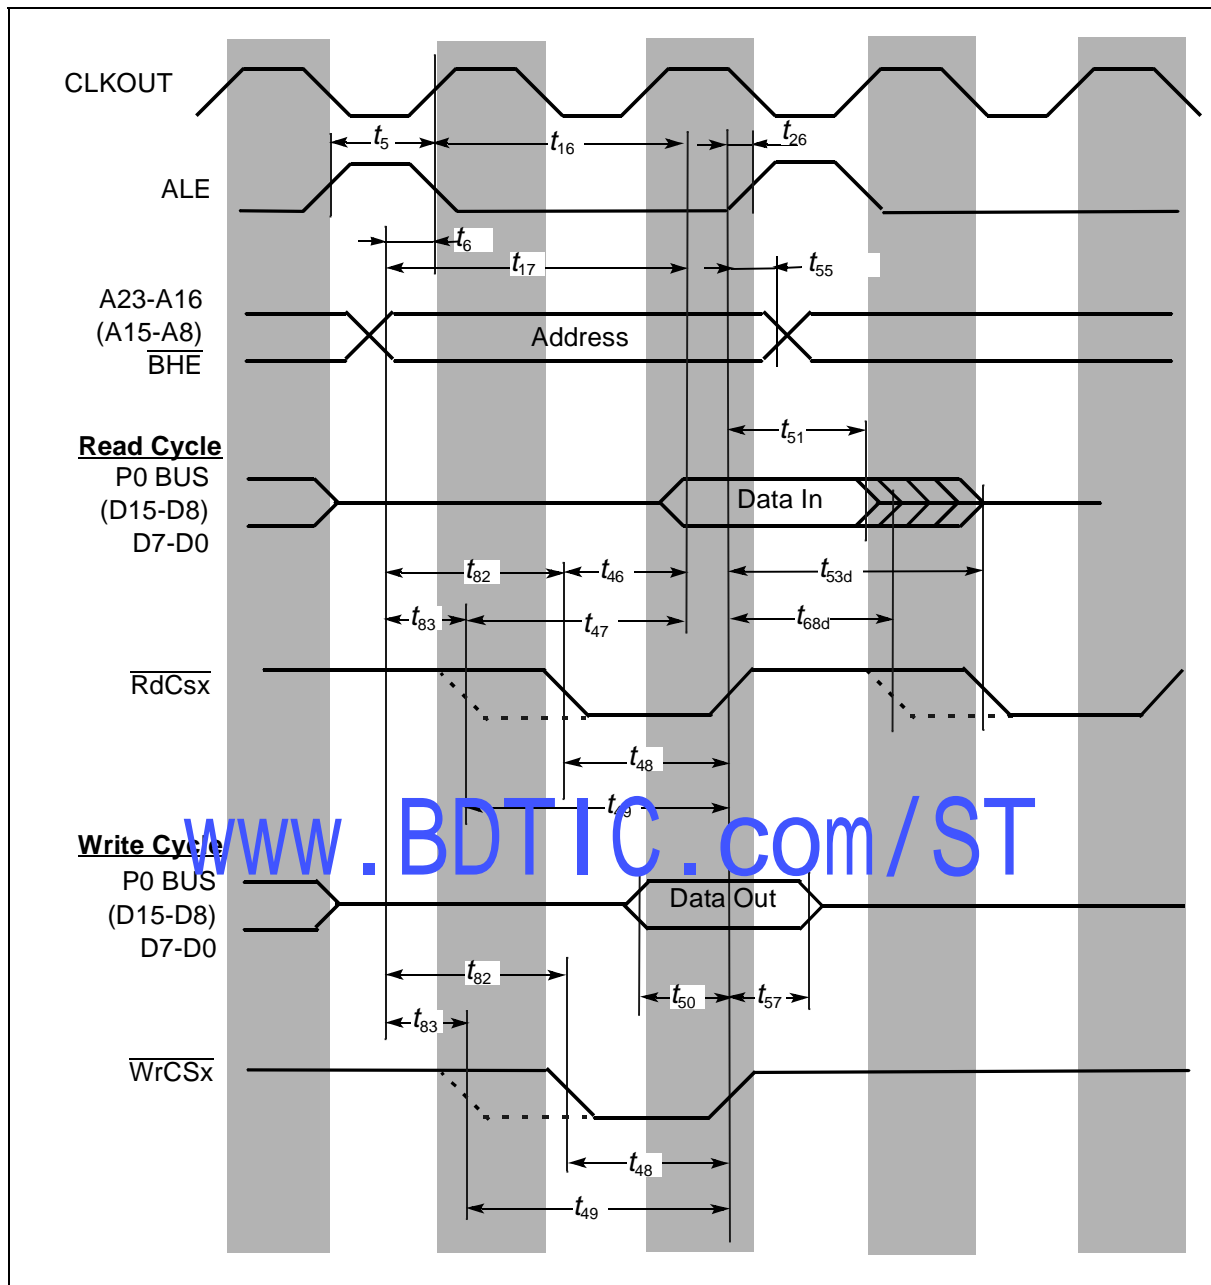 CLKOUT
t5
t16
t26
ALE
t6
t17
t55
A23-A16
(A15-A8)
BHE
Address
t51
Read Cycle
P0 BUS
(D15-D8)
D7-D0
Data In
t82
t46
t53d
t83
t47
t68d
RdCsx
t48
t49
www.BDTIC.com/ST
Write Cycle
P0 BUS
(D15-D8)
D7-D0
Data Out
t82
t50
t57
t83
WrCSx
t48
t49